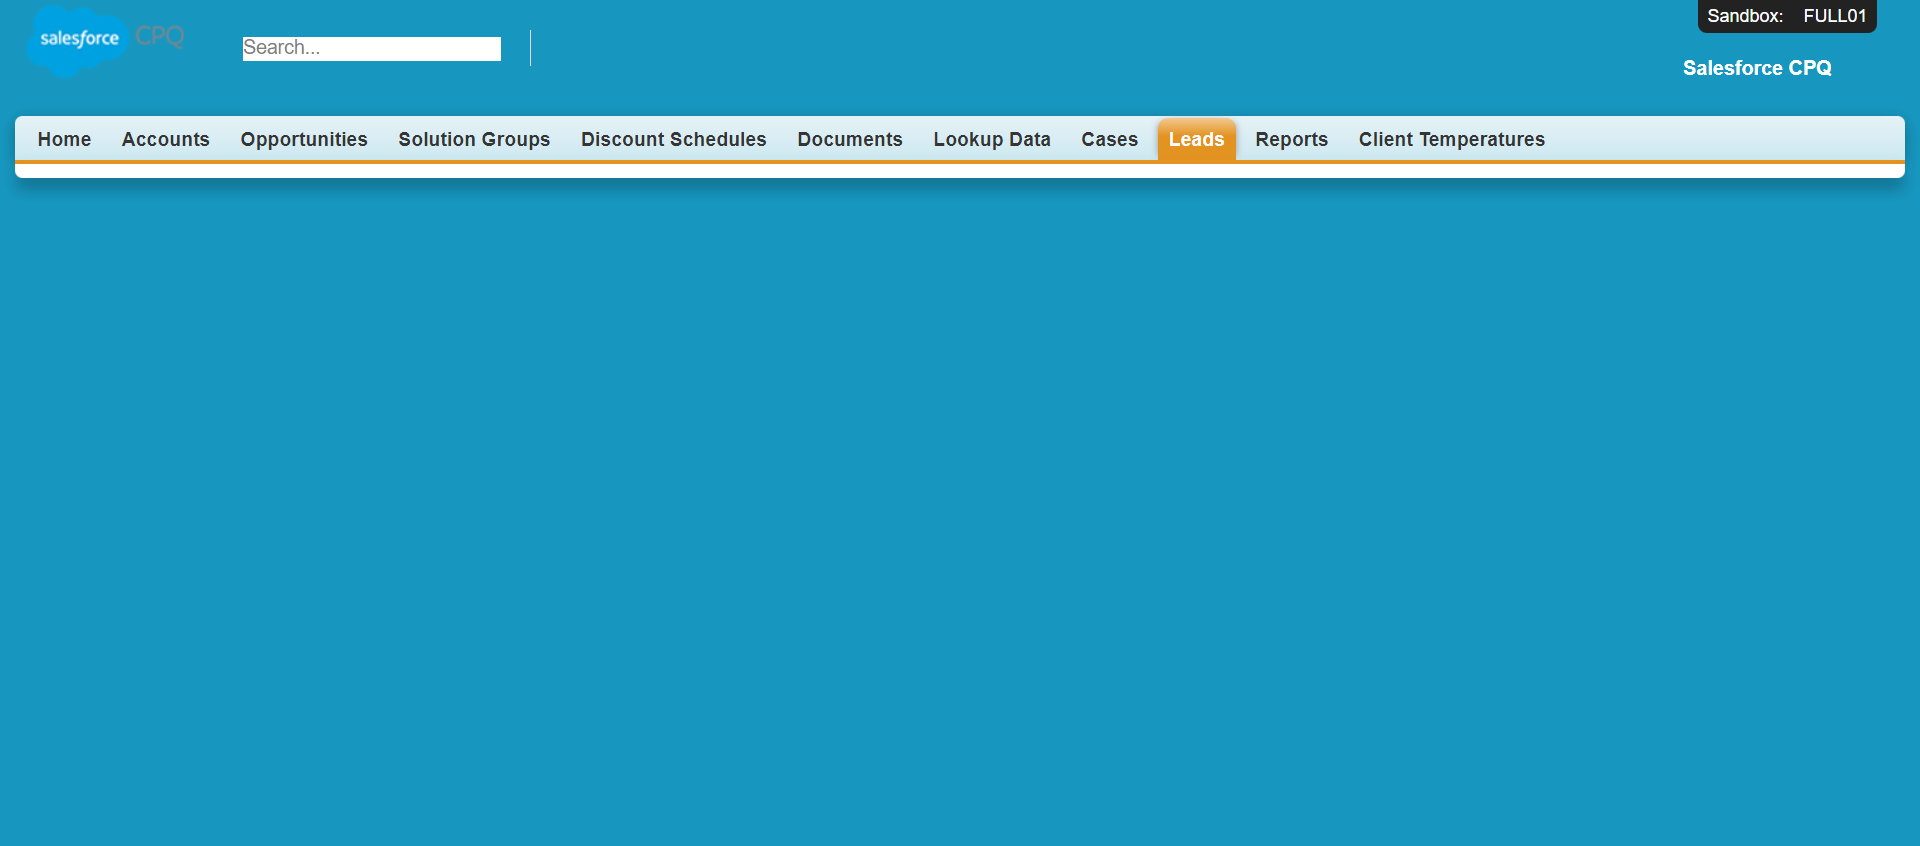 salesforce CPQ
Search...
Sandbox: FULL01
Salesforce CPQ
Home Accounts Opportunities Solution Groups Discount Schedules Documents Lookup Data Cases Leads Reports Client Temperatures